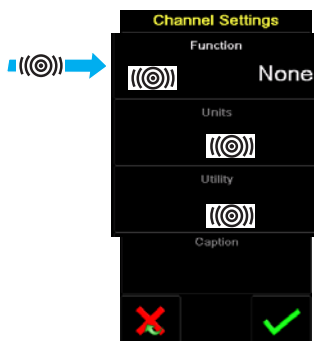 Channel Settings
Function
None
Units
Utility
Caption